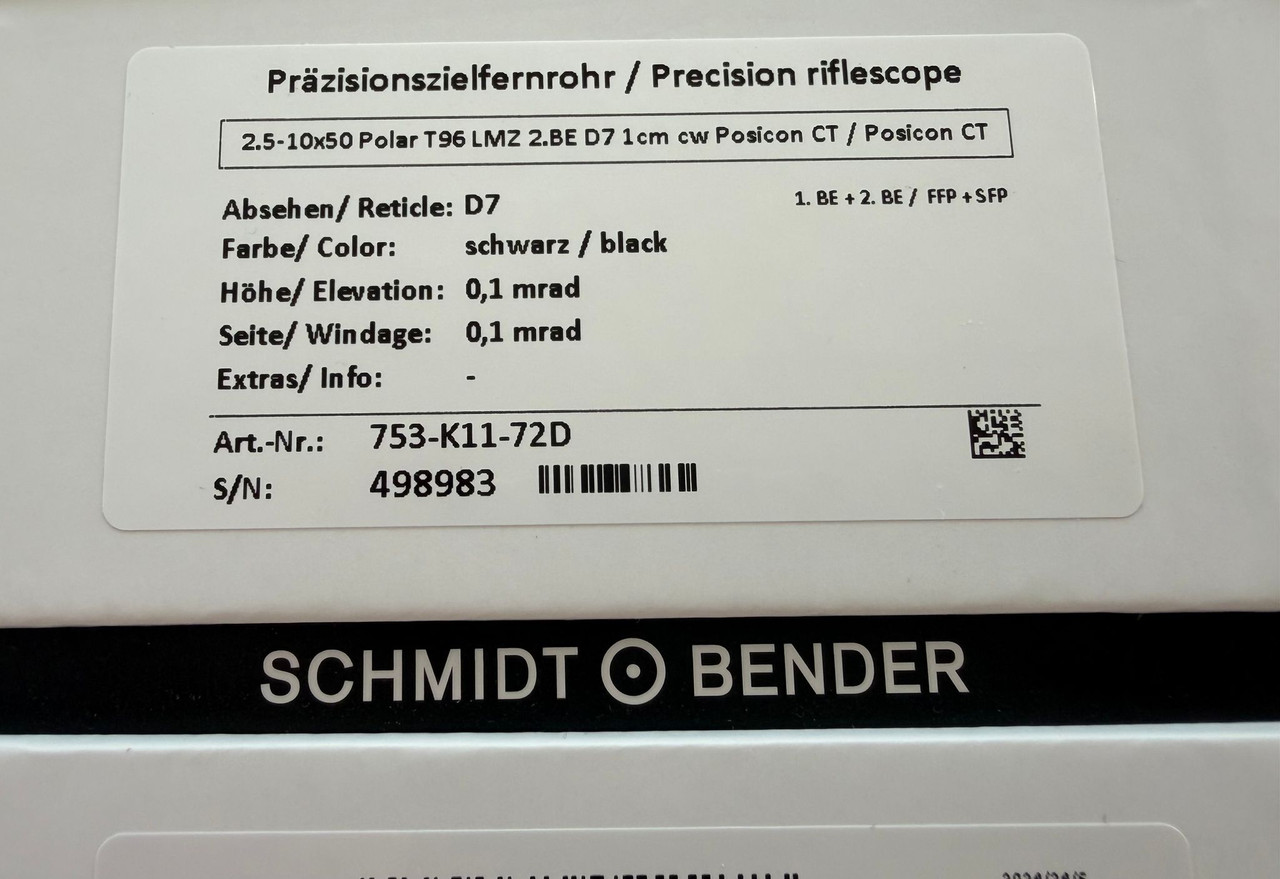 Präzisionszielfernrohr / Precision riflescope
2.5-10x50 Polar T96 LMZ 2.BE D7 1cm cw Posicon CT / Posicon CT
Absehen/ Reticle: D7 1. BE + 2. BE / FFP + SFP
Farbe/ Color: schwarz / black
Höhe/ Elevation: 0,1 mrad
Seite/ Windage: 0,1 mrad
Extras/ Info: -
Art.-Nr.: 753-K11-72D
S/N: 498983
SCHMIDT BENDER